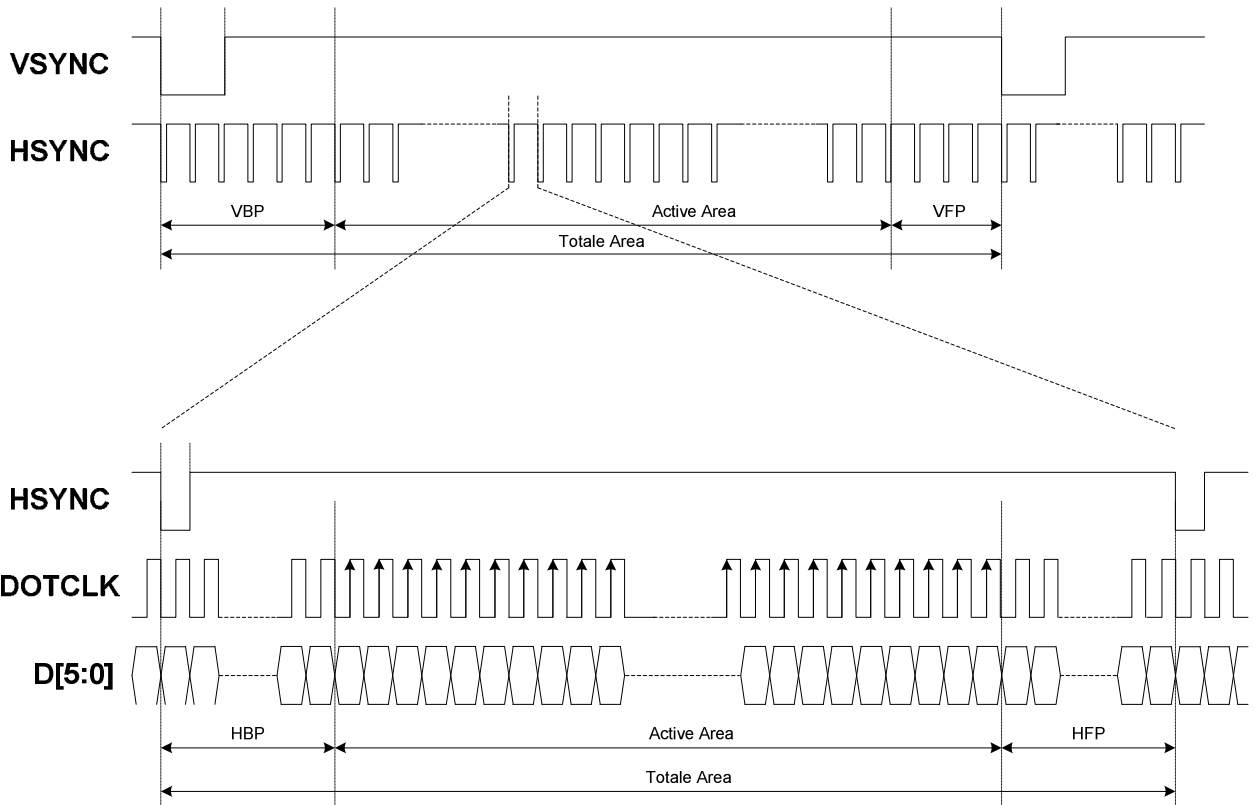 VSYNC
HSYNC
VBP
Active Area
VFP
Totale Area
HSYNC
DOTCLK
D[5:0]
HBP
Active Area
HFP
Totale Area